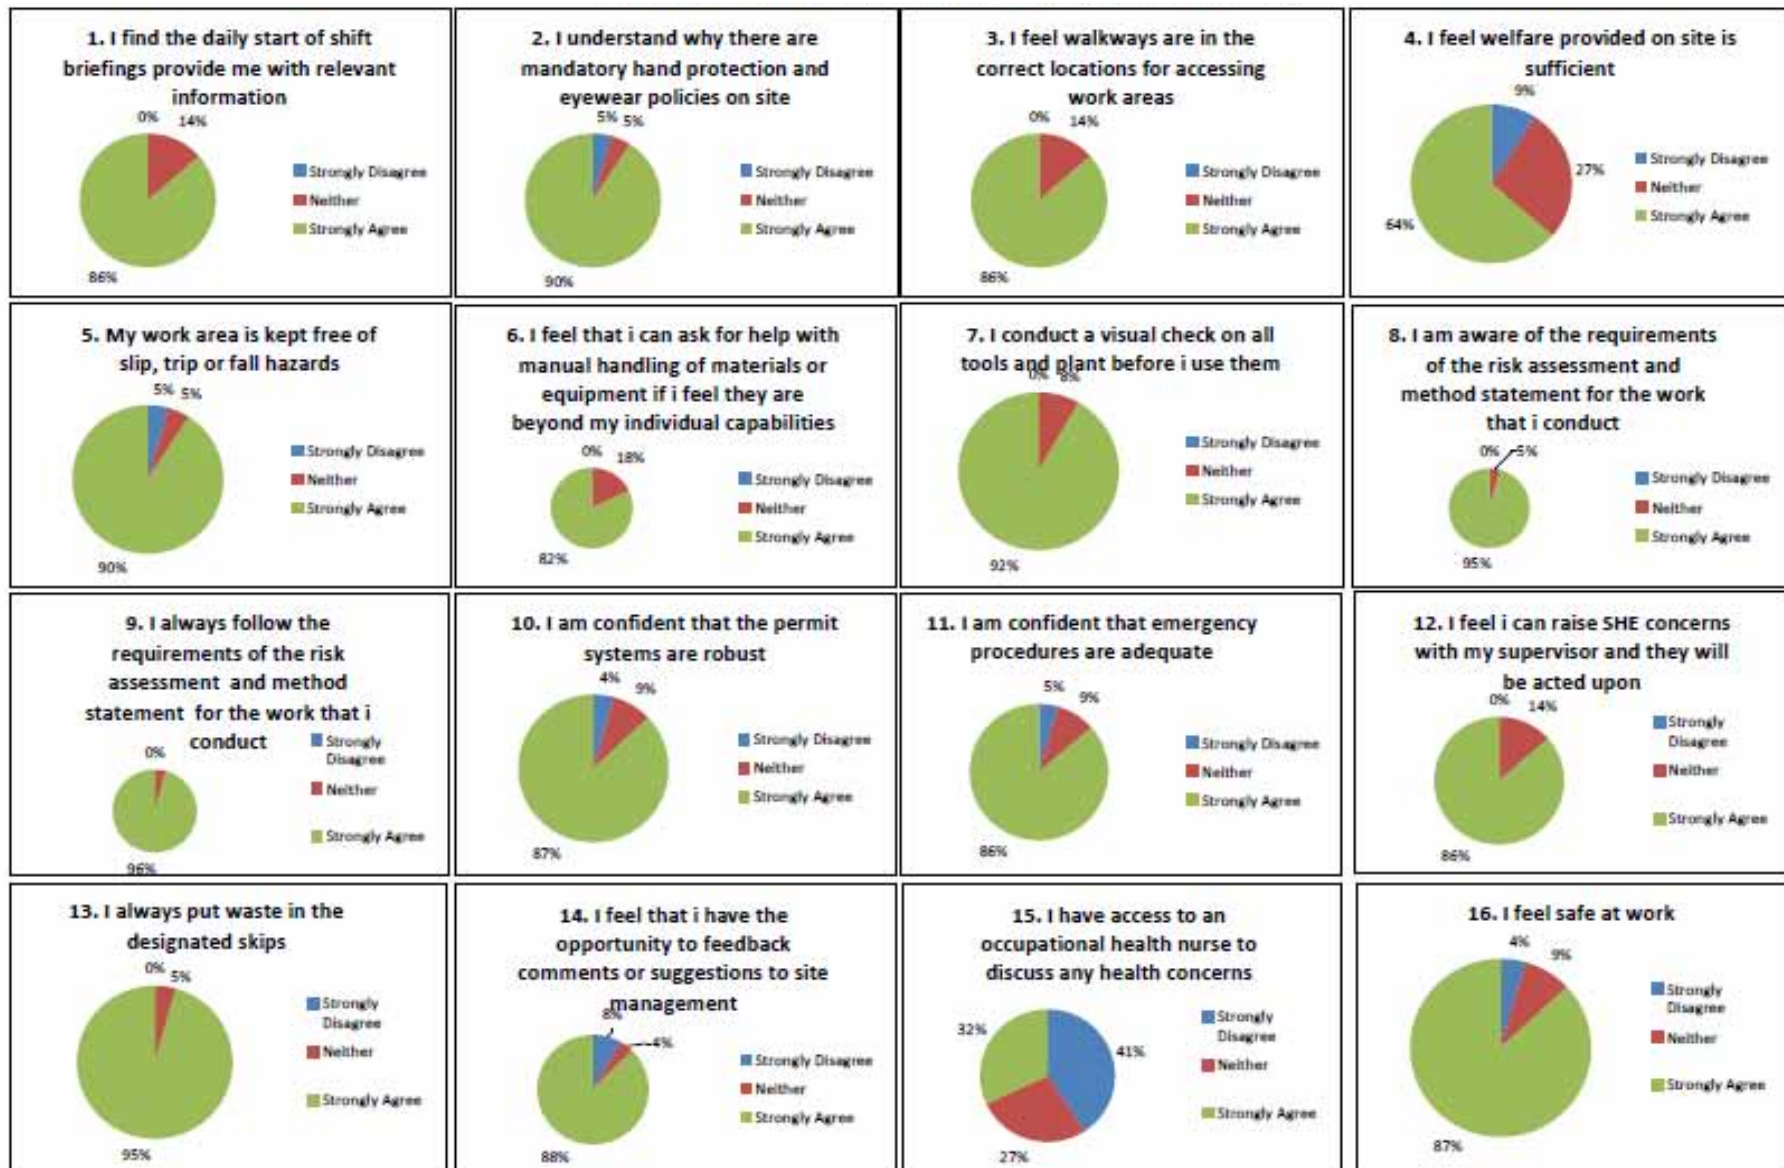 1. I find the daily start of shift
briefings provide me with relevant
information
0% 14%
Strongly Disagree
Neither
Strongly Agree
86%
2. I understand why there are
mandatory hand protection and
eyewear policies on site
5% 5%
Strongly Disagree
Neither
Strongly Agree
90%
3. I feel walkways are in the
correct locations for accessing
work areas
0% 14%
Strongly Disagree
Neither
Strongly Agree
86%
4. I feel welfare provided on site is
sufficient
9%
Strongly Disagree
27%
Neither
Strongly Agree
64%
5. My work area is kept free of
slip, trip or fall hazards
5% 5%
Strongly Disagree
Neither
Strongly Agree
90%
6. I feel that i can ask for help with
manual handling of materials or
equipment if i feel they are
beyond my individual capabilities
0% 18%
Strongly Disagree
Neither
Strongly Agree
82%
7. I conduct a visual check on all
tools and plant before i use them
0% 8%
Strongly Disagree
Neither
Strongly Agree
92%
8. I am aware of the requirements
of the risk assessment and
method statement for the work
that i conduct
0% 5%
Strongly Disagree
Neither
Strongly Agree
95%
9. I always follow the
requirements of the risk
assessment and method
statement for the work that i
conduct
0%
Strongly
Disagree
Neither
Strongly Agree
96%
10. I am confident that the permit
systems are robust
4% 9%
Strongly Disagree
Neither
Strongly Agree
87%
11. I am confident that emergency
procedures are adequate
5% 9%
Strongly Disagree
Neither
Strongly Agree
86%
12. I feel i can raise SHE concerns
with my supervisor and they will
be acted upon
0% 14%
Strongly
Disagree
Neither
Strongly Agree
86%
13. I always put waste in the
designated skips
0% 5%
Strongly
Disagree
Neither
Strongly Agree
95%
14. I feel that i have the
opportunity to feedback
comments or suggestions to site
management
8%
4%
Strongly Disagree
Neither
Strongly Agree
88%
15. I have access to an
occupational health nurse to
discuss any health concerns
32%
41%
Strongly
Disagree
Neither
Strongly Agree
27%
16. I feel safe at work
4% 9%
Strongly
Disagree
Neither
Strongly Agree
87%